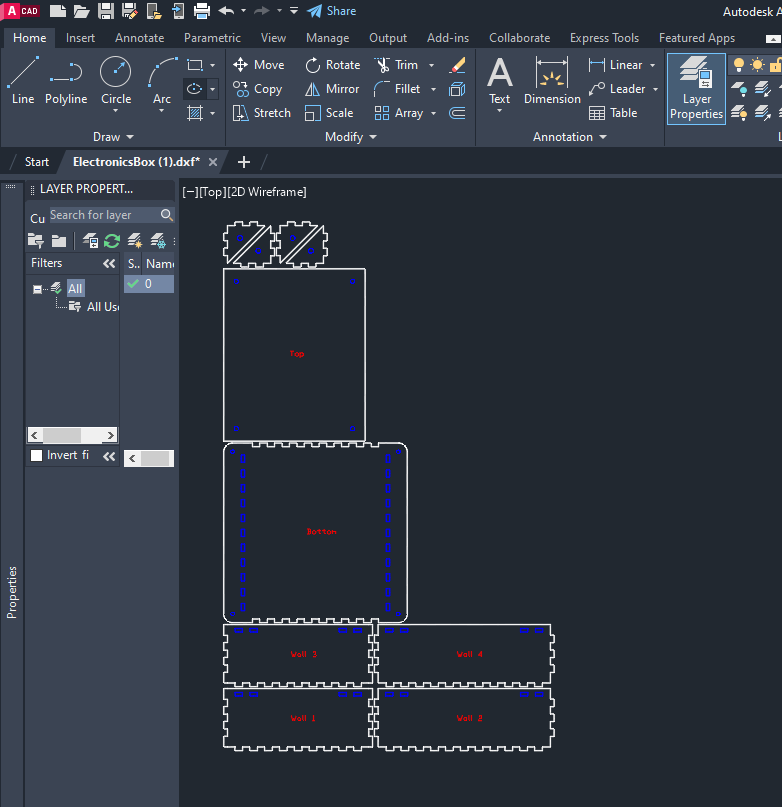 A CAD Share Autodesk A
Home Insert Annotate Parametric View Manage Output Add-ins Collaborate Express Tools Featured Apps
Line Polyline Circle Arc
Move Rotate Trim
Copy Mirror Fillet
Stretch Scale Array
Text Dimension
Linear
Leader
Table
Layer
Properties
Draw Modify Annotation
Start ElectronicsBox (1).dxf*
LAYER PROPERT...
Cu Search for layer
Filters
S.. Name
All 0
All Use
Invert fi
Properties
[−][Top][2D Wireframe]
Top
Bottom
Wall 3 Wall 4
Wall 1 Wall 2